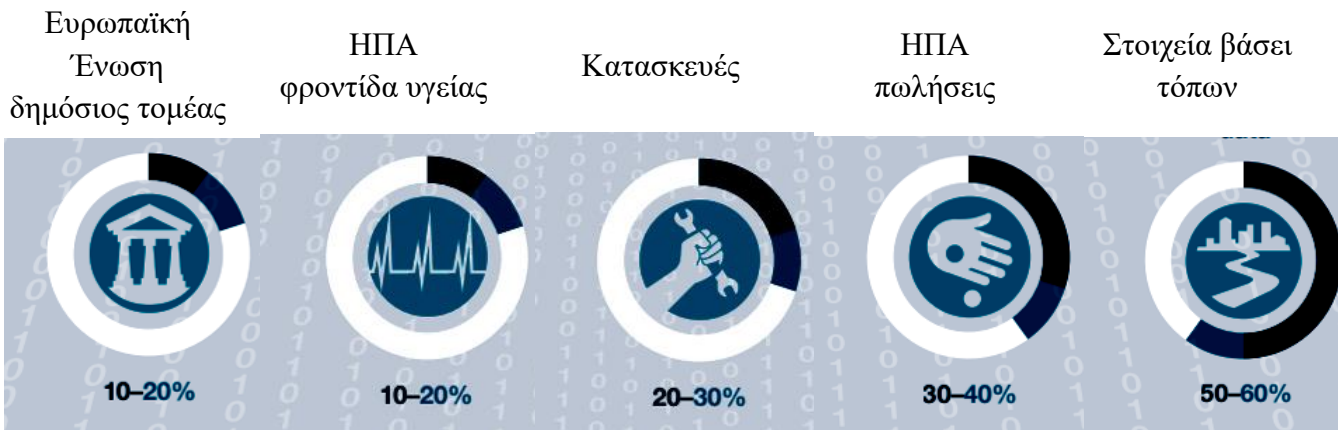 Ευρωπαϊκή
Ένωση
δημόσιος τομέας
ΗΠΑ
φροντίδα υγείας
Κατασκευές
ΗΠΑ
πωλήσεις
Στοιχεία βάσει
τόπων
10–20%
10–20%
20–30%
30–40%
50–60%